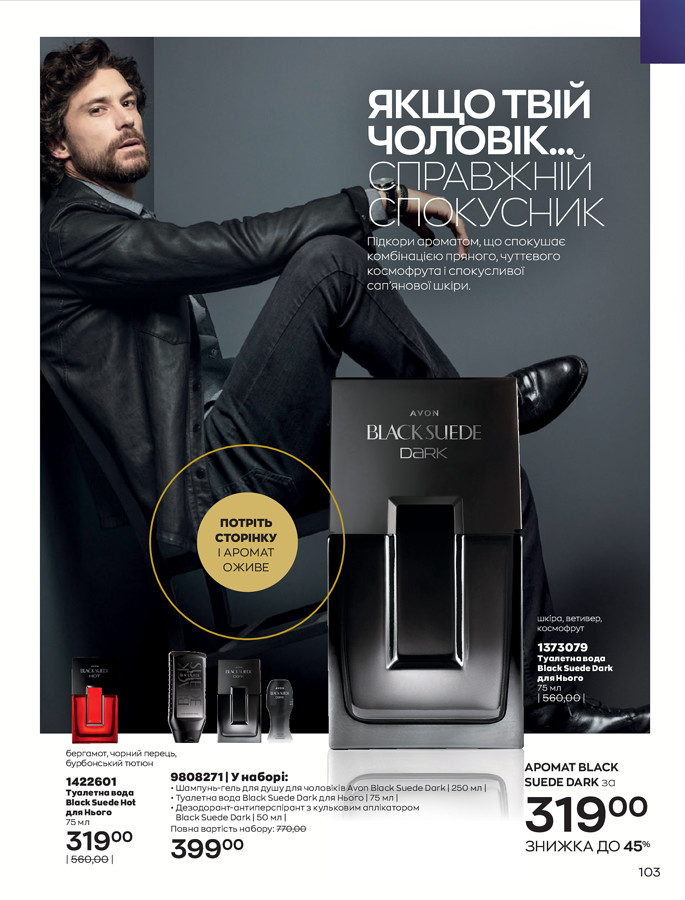 ЯКЩО ТВІЙ
ЧОЛОВІК...
СПРАВЖНІЙ
СПОКУСНИК
Підкори ароматом, що спокушає
комбінацією пряного, чуттєвого
космофрута і спокусливої
сап'янової шкіри.
AVON
BLACK SUEDE
DARK
ПОТРІТЬ
СТОРІНКУ
І АРОМАТ
ОЖИВЕ
шкіра, ветивер,
космофрут
1373079
Туалетна вода
Black Suede Dark
для Нього
75 мл
| 560,00 |
AVON
BLACK SUEDE
HOT
бергамот, чорний перець,
бурбонський тютюн
1422601
Туалетна вода
Black Suede Hot
для Нього
75 мл
319⁰⁰
| 560,00 |
9808271 | У наборі:
• Шампунь-гель для душу для чоловіків Avon Black Suede Dark | 250 мл |
• Туалетна вода Black Suede Dark для Нього | 75 мл |
• Дезодорант-антиперспірант з кульковим аплікатором
Black Suede Dark | 50 мл |
Повна вартість набору: 770,00
399⁰⁰
АРОМАТ BLACK
SUEDE DARK за
319⁰⁰
ЗНИЖКА ДО 45%
103